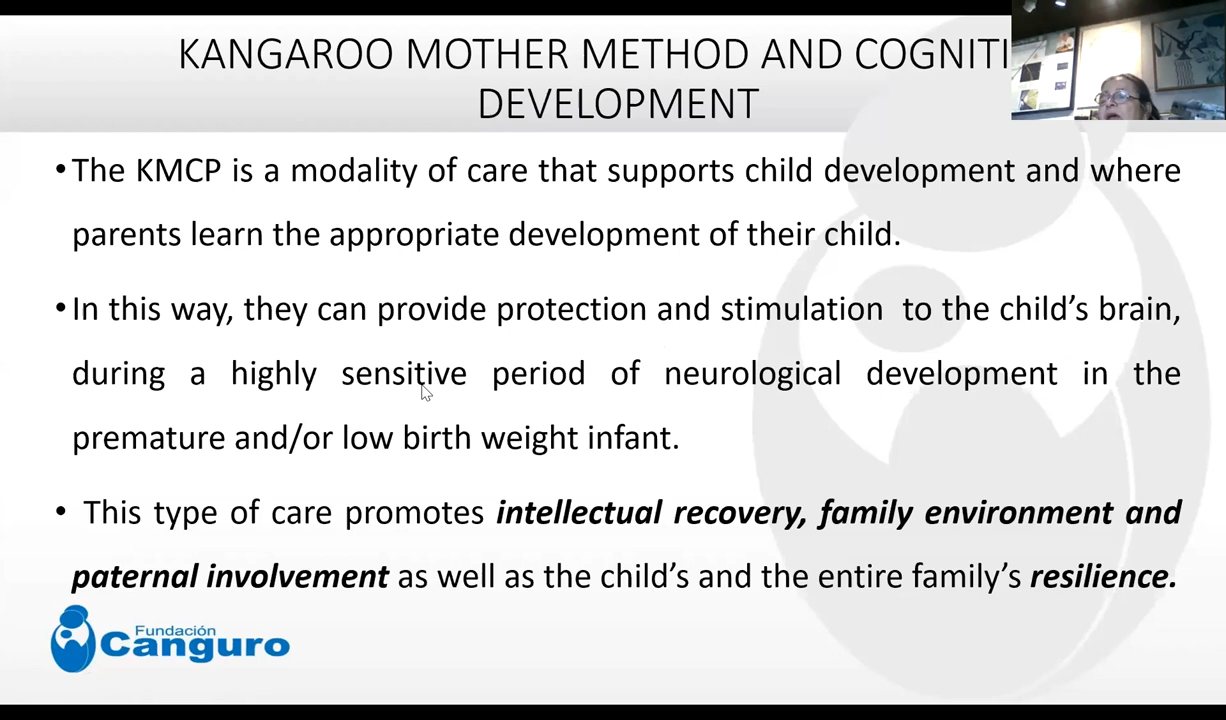 KANGAROO MOTHER METHOD AND COGNITI
DEVELOPMENT
•The KMCP is a modality of care that supports child development and where
parents learn the appropriate development of their child.
•In this way, they can provide protection and stimulation  to the child's brain,
during a highly sensitive period of neurological development in the
premature and/or low birth weight infant.
• This type of care promotes intellectual recovery, family environment and
paternal involvement as well as the child's and the entire family's resilience.
Fundación
Canguro